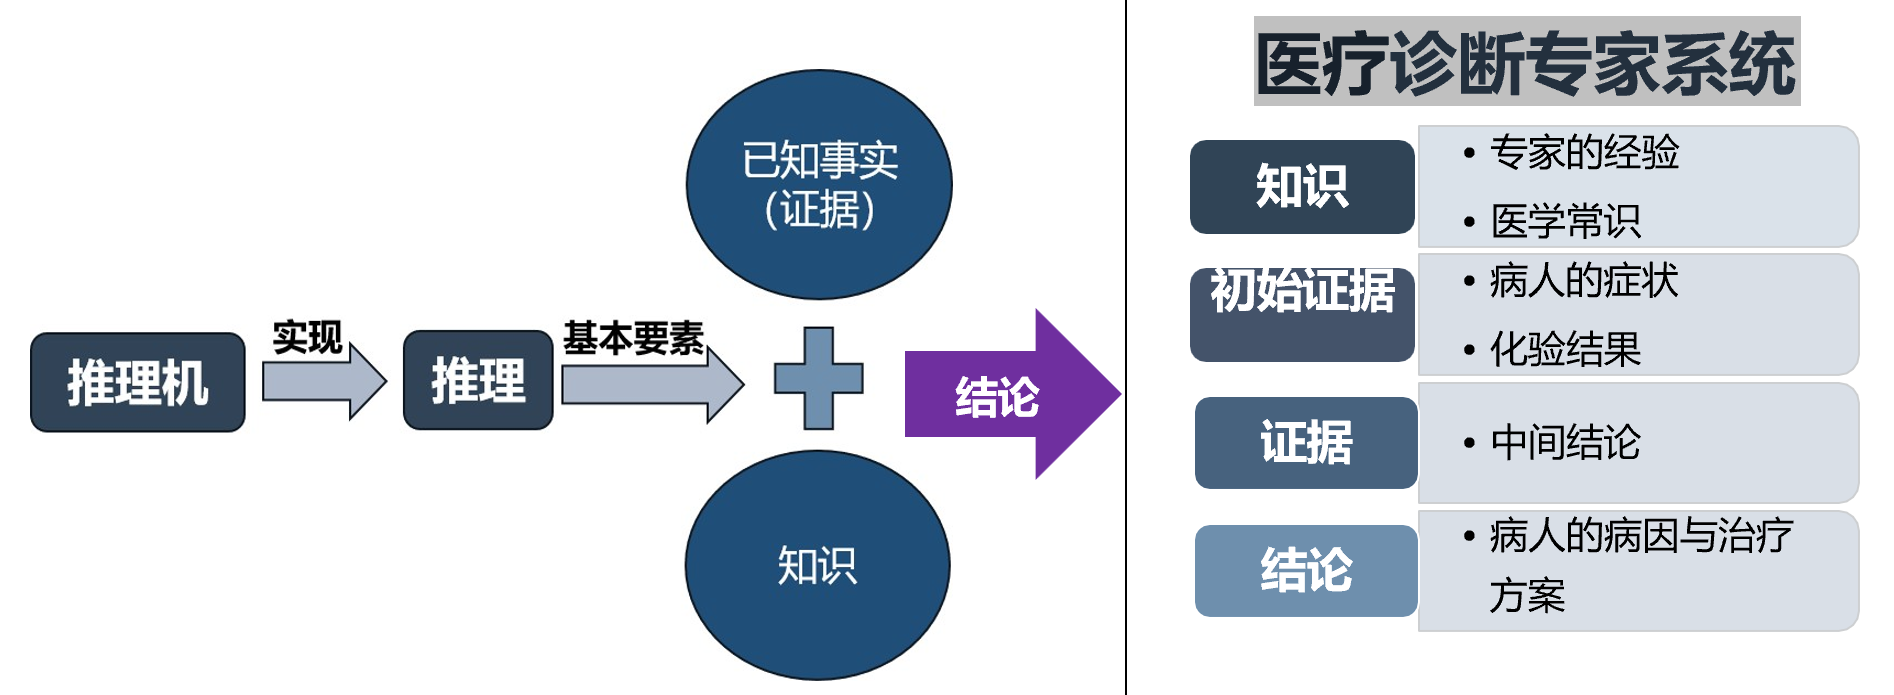 推理机
实现
推理
基本要素
已知事实
（证据）
知识
结论
医疗诊断专家系统
知识
• 专家的经验
• 医学常识
初始证据
• 病人的症状
• 化验结果
证据
• 中间结论
结论
• 病人的病因与治疗
方案